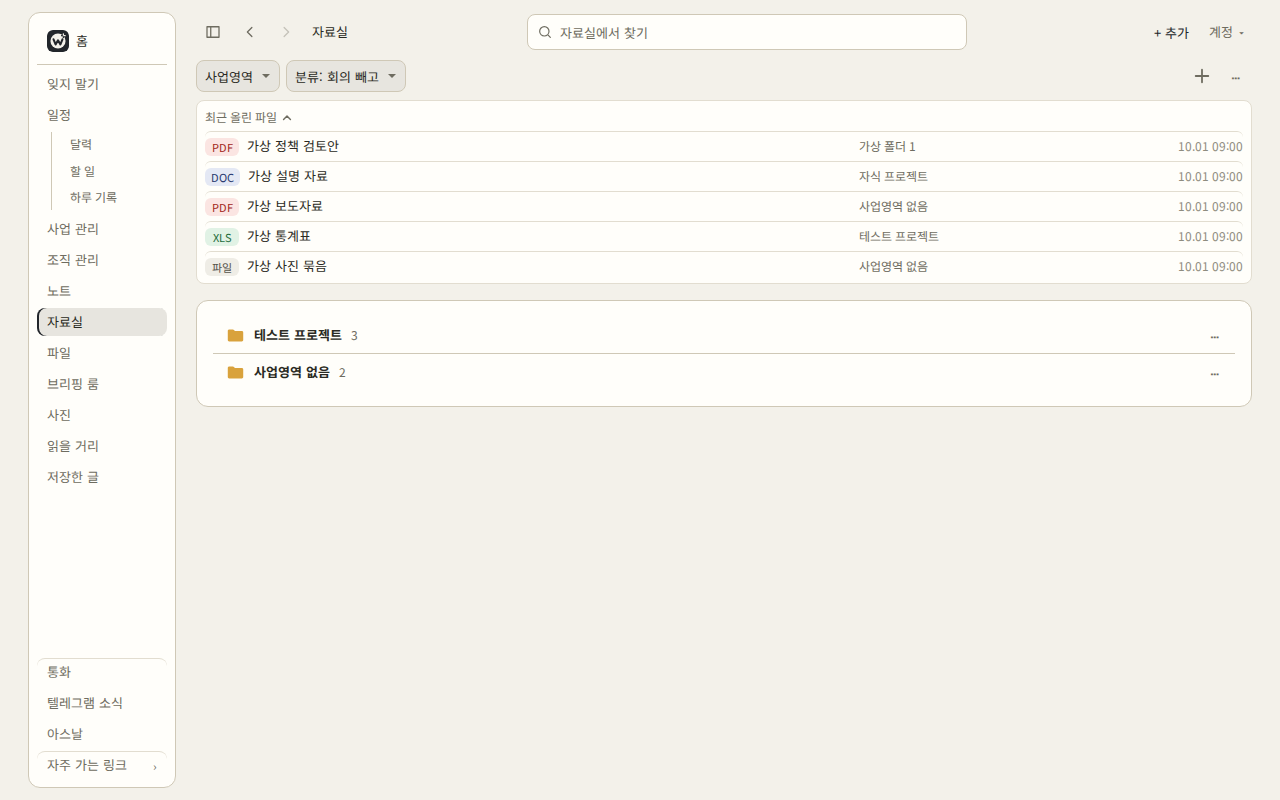 홈
잊지 말기
일정
달력
할 일
하루 기록
사업 관리
조직 관리
노트
자료실
파일
브리핑 룸
사진
읽을 거리
저장한 글
통화
텔레그램 소식
아스날
자주 가는 링크 ›
자료실
자료실에서 찾기
+ 추가
계정
사업영역
분류: 회의 빼고
...
최근 올린 파일
PDF 가상 정책 검토안 가상 폴더 1 10.01 09:00
DOC 가상 설명 자료 자식 프로젝트 10.01 09:00
PDF 가상 보도자료 사업영역 없음 10.01 09:00
XLS 가상 통계표 테스트 프로젝트 10.01 09:00
파일 가상 사진 묶음 사업영역 없음 10.01 09:00
테스트 프로젝트 3 ...
사업영역 없음 2 ...